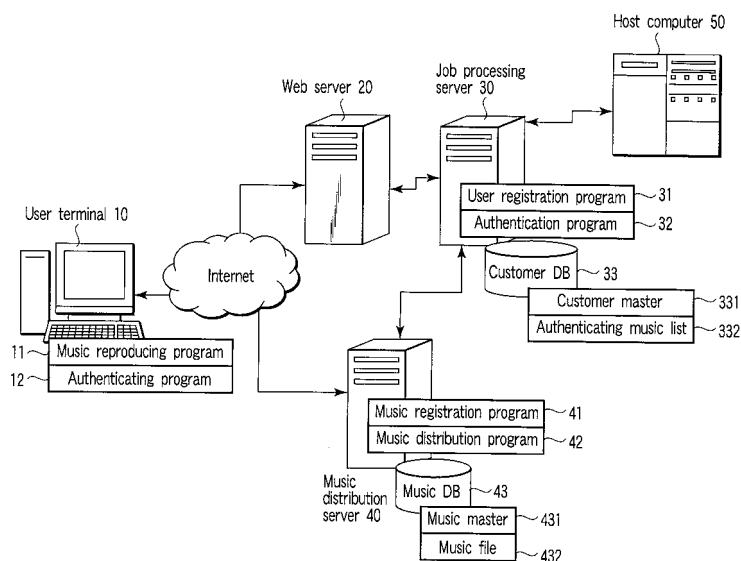 Host computer 50
Job processing
server 30
Web server 20
User registration program
31
Authentication program
32
User terminal 10
Internet
Customer DB
33
Customer master
331
Authenticating music list
332
11
Music reproducing program
12
Authenticating program
Music registration program
41
Music distribution program
42
Music
distribution
server 40
Music DB
43
Music master
431
Music file
432